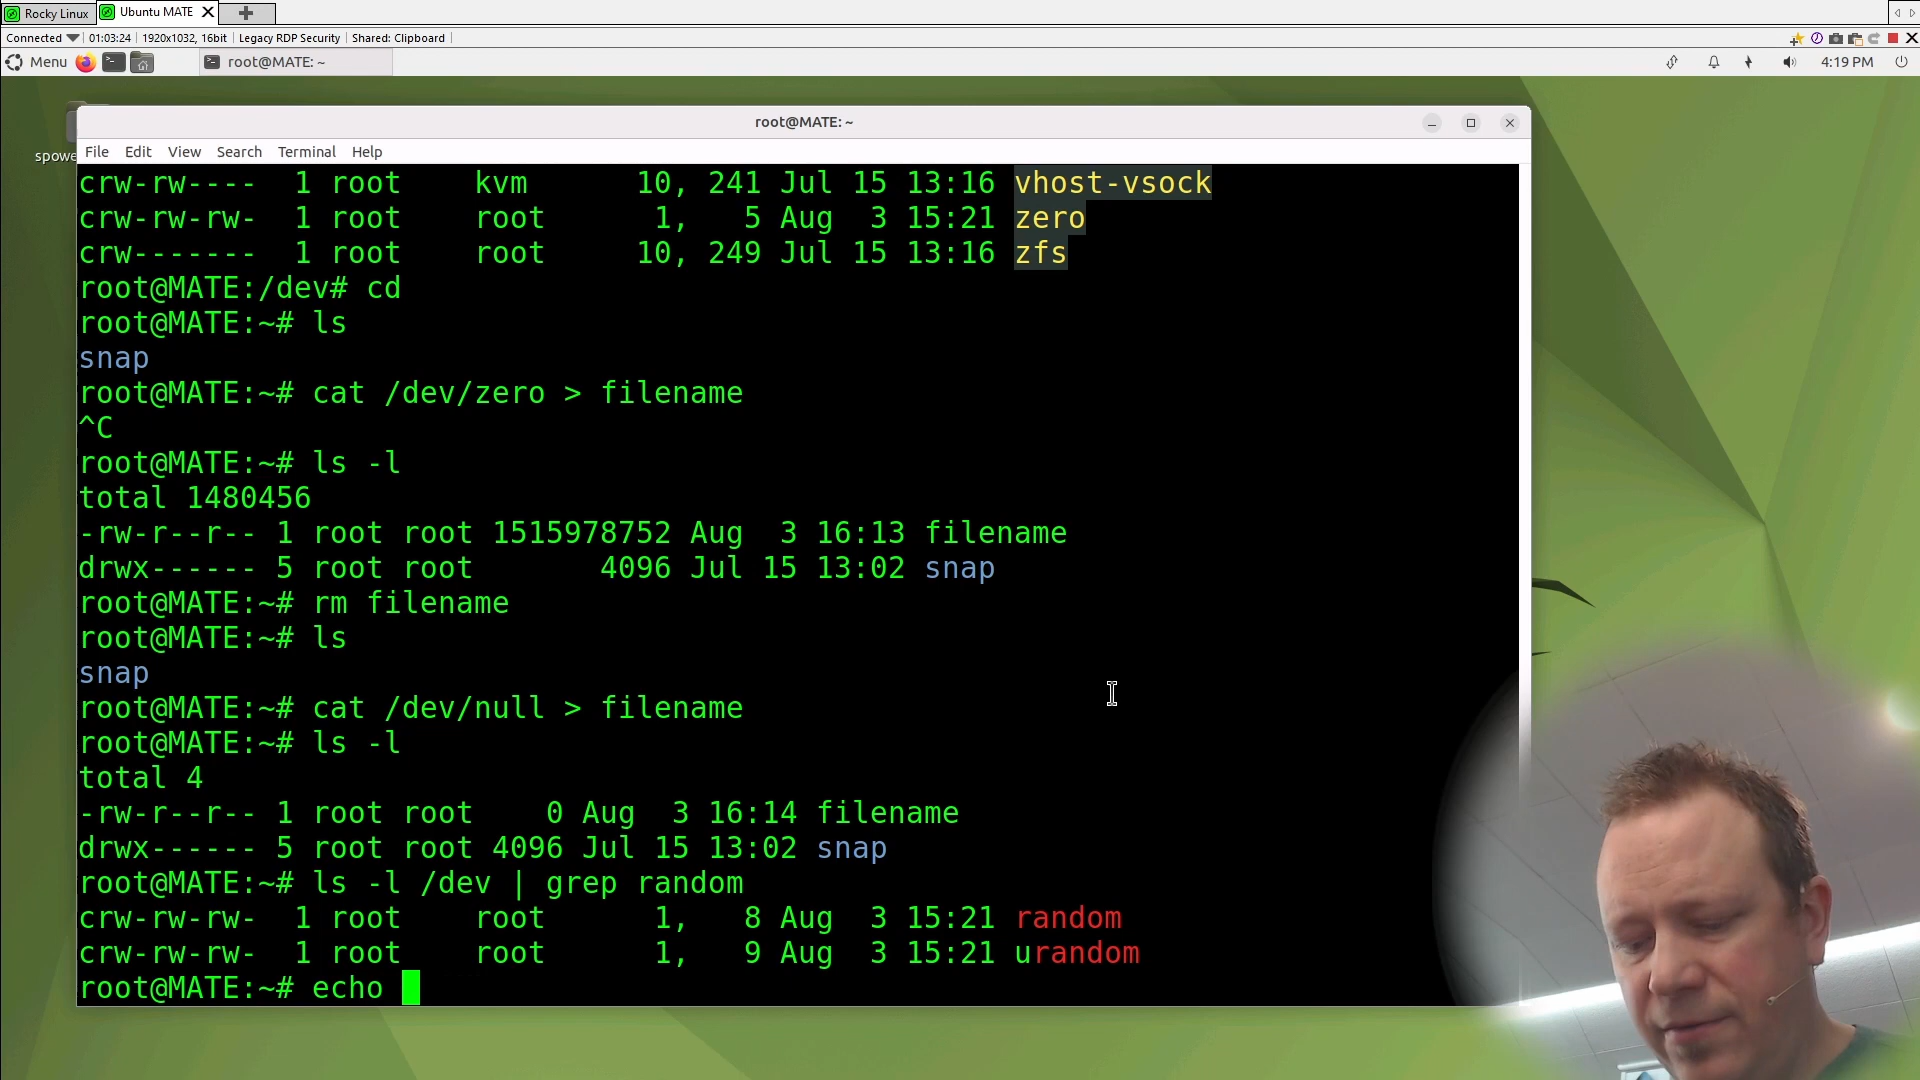 Rocky Linux
Ubuntu MATE
Connected 01:03:24 1920x1032, 16bit Legacy RDP Security Shared: Clipboard
Menu root@MATE: ~ 4:19 PM
spowe
root@MATE: ~
File Edit View Search Terminal Help
crw-rw---- 1 root kvm 10, 241 Jul 15 13:16 vhost-vsock
crw-rw-rw- 1 root root 1, 5 Aug 3 15:21 zero
crw------- 1 root root 10, 249 Jul 15 13:16 zfs
root@MATE:/dev# cd
root@MATE:~# ls
snap
root@MATE:~# cat /dev/zero > filename
^C
root@MATE:~# ls -l
total 1480456
-rw-r--r-- 1 root root 1515978752 Aug 3 16:13 filename
drwx------ 5 root root 4096 Jul 15 13:02 snap
root@MATE:~# rm filename
root@MATE:~# ls
snap
root@MATE:~# cat /dev/null > filename
root@MATE:~# ls -l
total 4
-rw-r--r-- 1 root root 0 Aug 3 16:14 filename
drwx------ 5 root root 4096 Jul 15 13:02 snap
root@MATE:~# ls -l /dev | grep random
crw-rw-rw- 1 root root 1, 8 Aug 3 15:21 random
crw-rw-rw- 1 root root 1, 9 Aug 3 15:21 urandom
root@MATE:~# echo